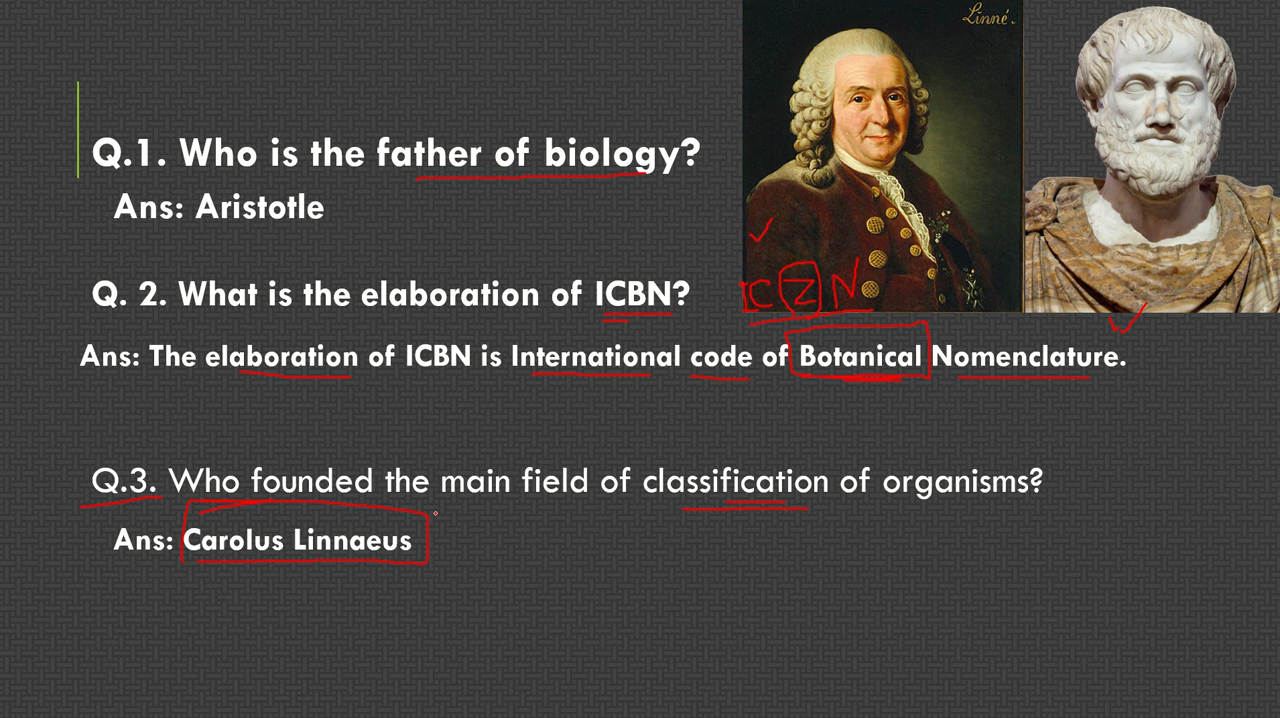 Linné.
Q.1. Who is the father of biology?
Ans: Aristotle
Q. 2. What is the elaboration of ICBN?
ICZN
Ans: The elaboration of ICBN is International code of Botanical Nomenclature.
Q.3. Who founded the main field of classification of organisms?
Ans: Carolus Linnaeus